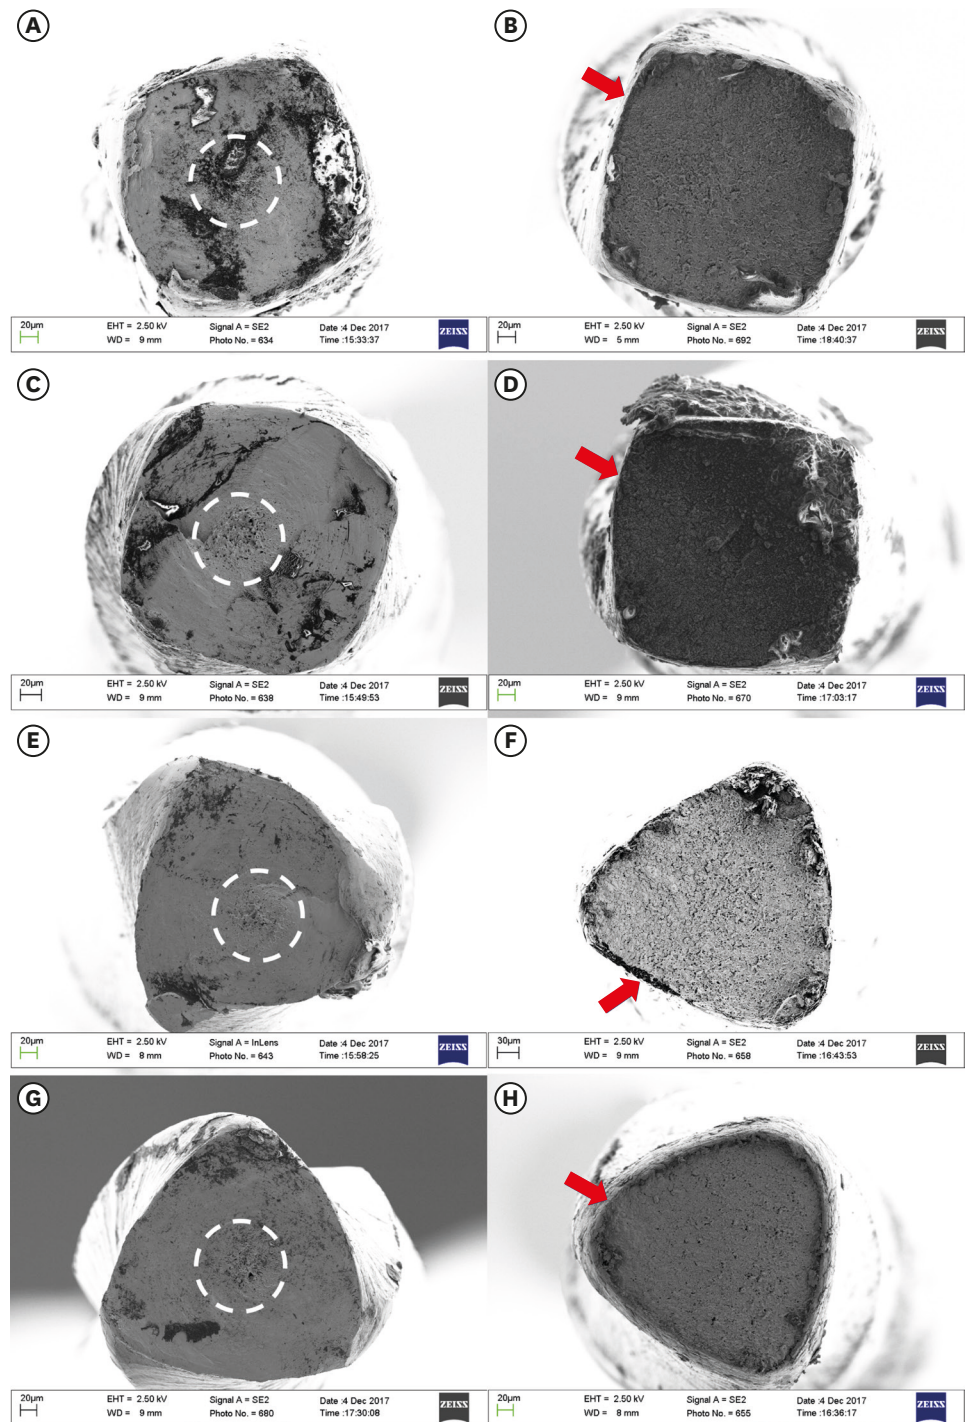 A
B
20µm EHT = 2.50 kV Signal A = SE2 Date :4 Dec 2017 ZEISS
WD = 9 mm Photo No. = 634 Time :15:33:37
20µm EHT = 2.50 kV Signal A = SE2 Date :4 Dec 2017 ZEISS
WD = 5 mm Photo No. = 692 Time :18:40:37
C
D
20µm EHT = 2.50 kV Signal A = SE2 Date :4 Dec 2017 ZEISS
WD = 9 mm Photo No. = 638 Time :15:49:53
20µm EHT = 2.50 kV Signal A = SE2 Date :4 Dec 2017 ZEISS
WD = 9 mm Photo No. = 670 Time :17:03:17
E
F
20µm EHT = 2.50 kV Signal A = InLens Date :4 Dec 2017 ZEISS
WD = 8 mm Photo No. = 643 Time :15:58:25
30µm EHT = 2.50 kV Signal A = SE2 Date :4 Dec 2017 ZEISS
WD = 9 mm Photo No. = 658 Time :16:43:53
G
H
20µm EHT = 2.50 kV Signal A = SE2 Date :4 Dec 2017 ZEISS
WD = 9 mm Photo No. = 680 Time :17:30:08
20µm EHT = 2.50 kV Signal A = SE2 Date :4 Dec 2017 ZEISS
WD = 8 mm Photo No. = 655 Time :16:36:17